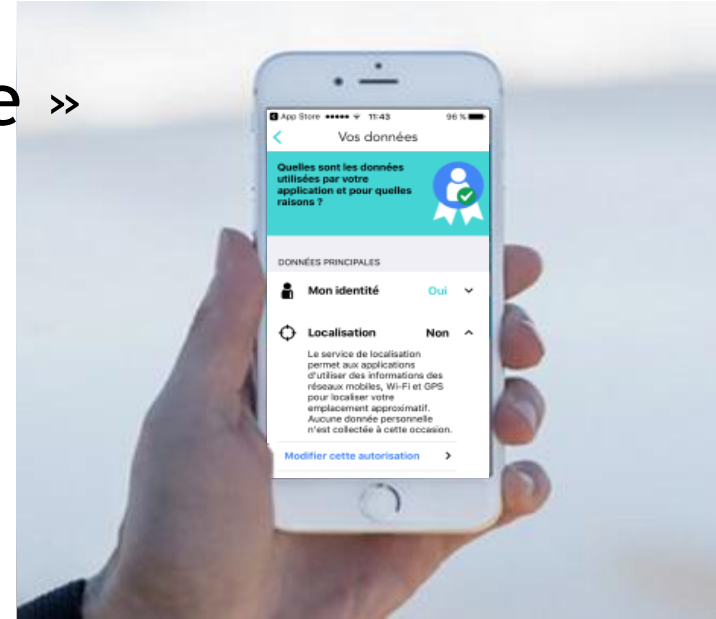 e »
App Store 11:43 96 %
Vos données
Quelles sont les données
utilisées par votre
application et pour quelles
raisons ?
DONNÉES PRINCIPALES
Mon identité Oui
Localisation Non
Le service de localisation
permet aux applications
d'utiliser des informations des
réseaux mobiles, Wi-Fi et GPS
pour localiser votre
emplacement approximatif.
Aucune donnée personnelle
n'est collectée à cette occasion.
Modifier cette autorisation